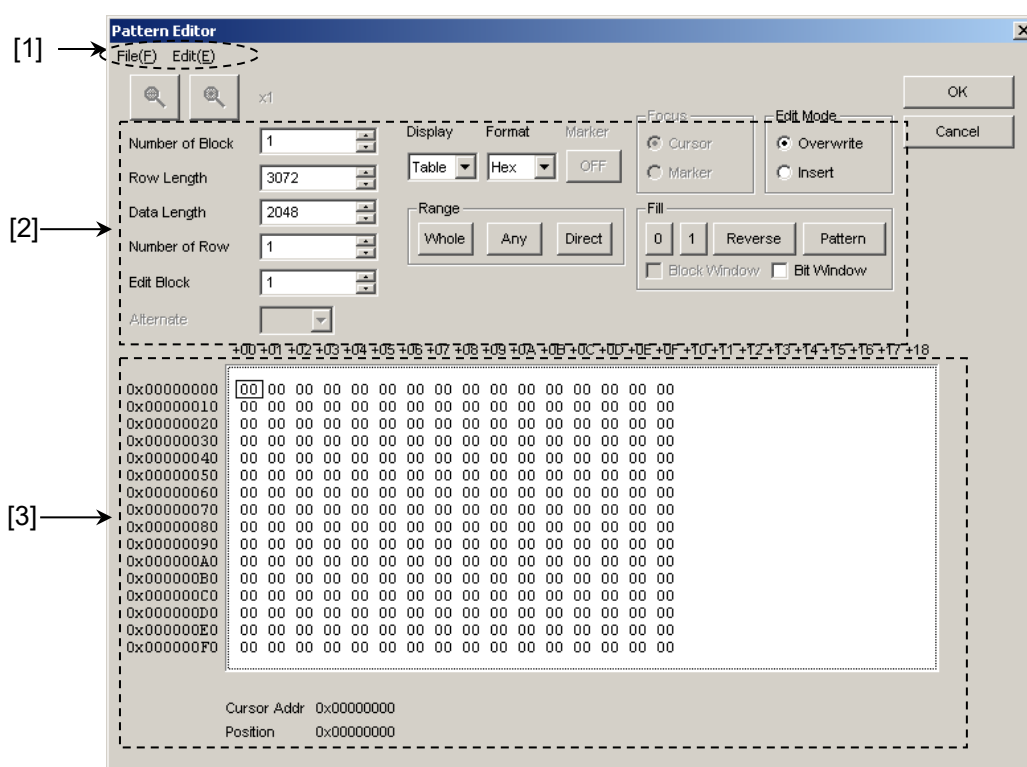 Pattern Editor
[1]
File(F) Edit(E)
x1
OK
Cancel
Number of Block 1
Row Length 3072
Data Length 2048
Number of Row 1
Edit Block 1
Alternate
Display Format Marker
Table Hex OFF
Focus
Cursor
Marker
Edit Mode
Overwrite
Insert
[2]
Range
Whole Any Direct
Fill
0 1 Reverse Pattern
Block Window Bit Window
+00 +01 +02 +03 +04 +05 +06 +07 +08 +09 +0A +0B +0C +0D +0E +0F +10 +11 +12 +13 +14 +15 +16 +17 +18
0x00000000 00 00 00 00 00 00 00 00 00 00 00 00 00 00 00 00
0x00000010 00 00 00 00 00 00 00 00 00 00 00 00 00 00 00 00
0x00000020 00 00 00 00 00 00 00 00 00 00 00 00 00 00 00 00
0x00000030 00 00 00 00 00 00 00 00 00 00 00 00 00 00 00 00
0x00000040 00 00 00 00 00 00 00 00 00 00 00 00 00 00 00 00
0x00000050 00 00 00 00 00 00 00 00 00 00 00 00 00 00 00 00
0x00000060 00 00 00 00 00 00 00 00 00 00 00 00 00 00 00 00
0x00000070 00 00 00 00 00 00 00 00 00 00 00 00 00 00 00 00
[3]
0x00000080 00 00 00 00 00 00 00 00 00 00 00 00 00 00 00 00
0x00000090 00 00 00 00 00 00 00 00 00 00 00 00 00 00 00 00
0x000000A0 00 00 00 00 00 00 00 00 00 00 00 00 00 00 00 00
0x000000B0 00 00 00 00 00 00 00 00 00 00 00 00 00 00 00 00
0x000000C0 00 00 00 00 00 00 00 00 00 00 00 00 00 00 00 00
0x000000D0 00 00 00 00 00 00 00 00 00 00 00 00 00 00 00 00
0x000000E0 00 00 00 00 00 00 00 00 00 00 00 00 00 00 00 00
0x000000F0 00 00 00 00 00 00 00 00 00 00 00 00 00 00 00 00
Cursor Addr 0x00000000
Position 0x00000000